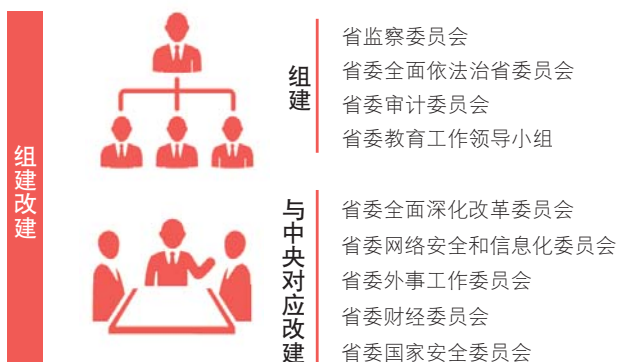 组建改建
组建
省监察委员会
省委全面依法治省委员会
省委审计委员会
省委教育工作领导小组
与中央对应改建
省委全面深化改革委员会
省委网络安全和信息化委员会
省委外事工作委员会
省委财经委员会
省委国家安全委员会